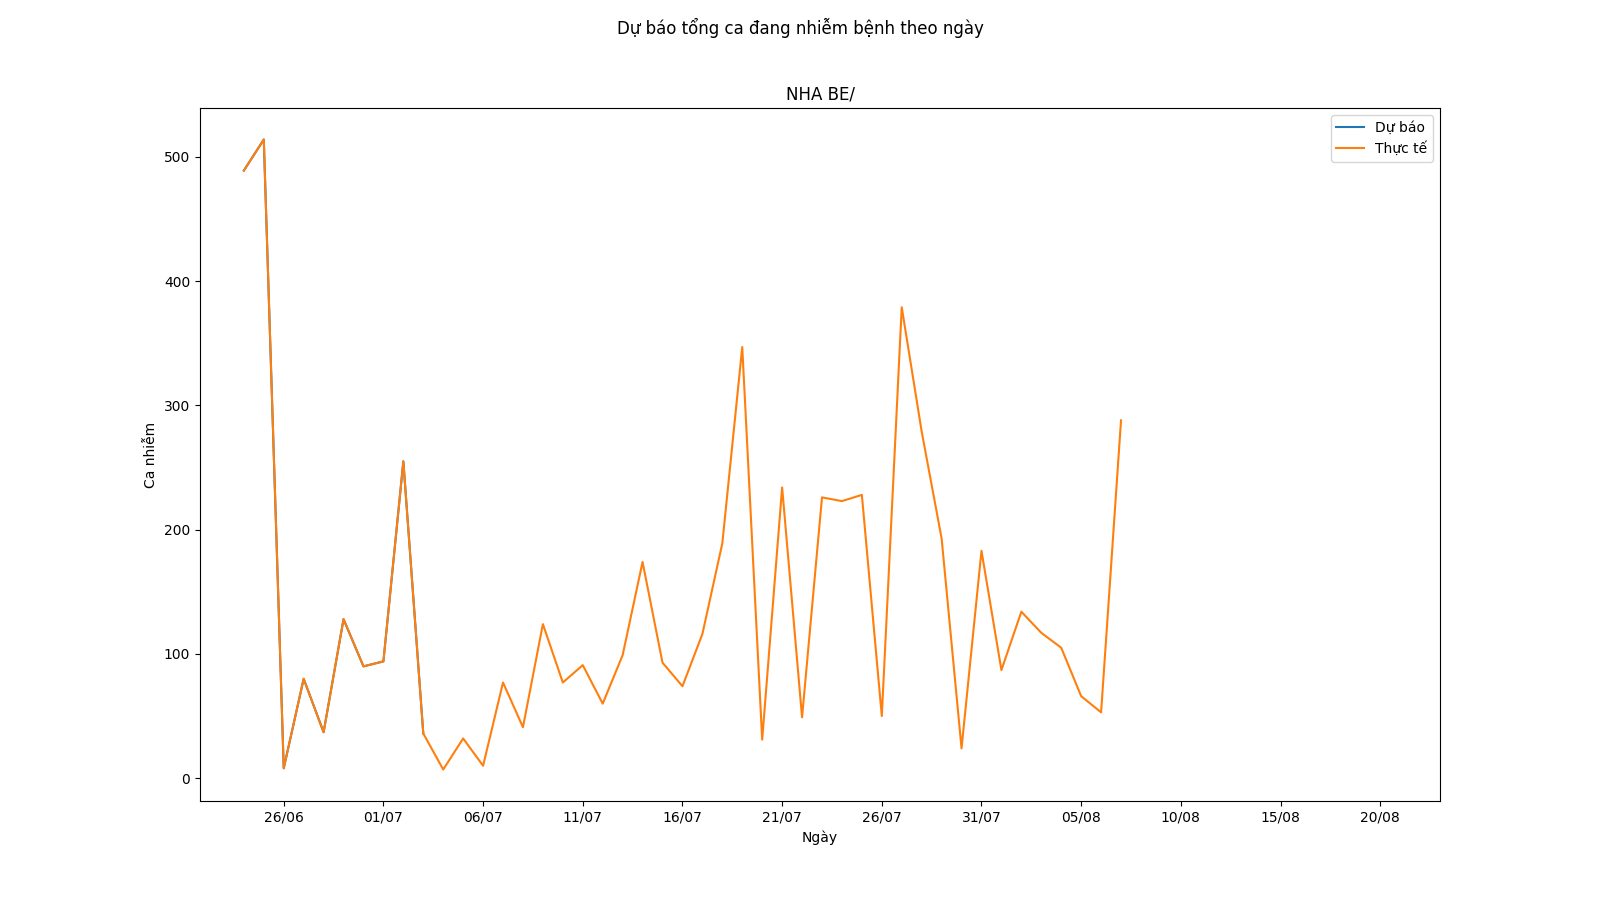 Dự báo tổng ca đang nhiễm bệnh theo ngày
NHA BE/
Dự báo
Thực tế
500
400
300
200
100
0
Ca nhiễm
26/06 01/07 06/07 11/07 16/07 21/07 26/07 31/07 05/08 10/08 15/08 20/08
Ngày